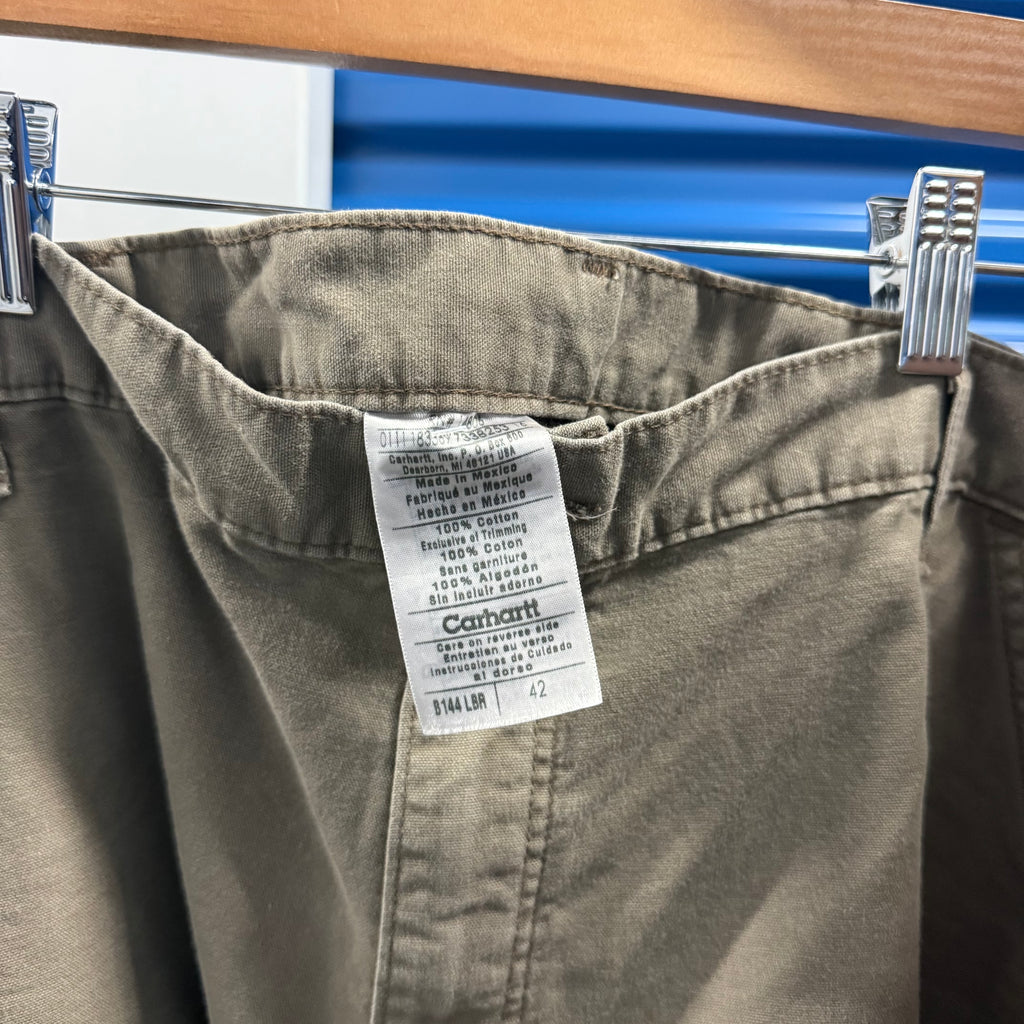 7338253
Carhartt, Inc. P. O. Box 600
Dearborn, MI 48121 USA
Made in Mexico
Fabriqué au Mexique
Hecho en México
100% Cotton
Exclusive of Trimming
100% Coton
Sans garniture
100% Algodón
Sin incluir adorno
Carhartt
Care on reverse side
Entretien au verso
Instrucciones de Cuidado
al dorso
B144 LBR 42